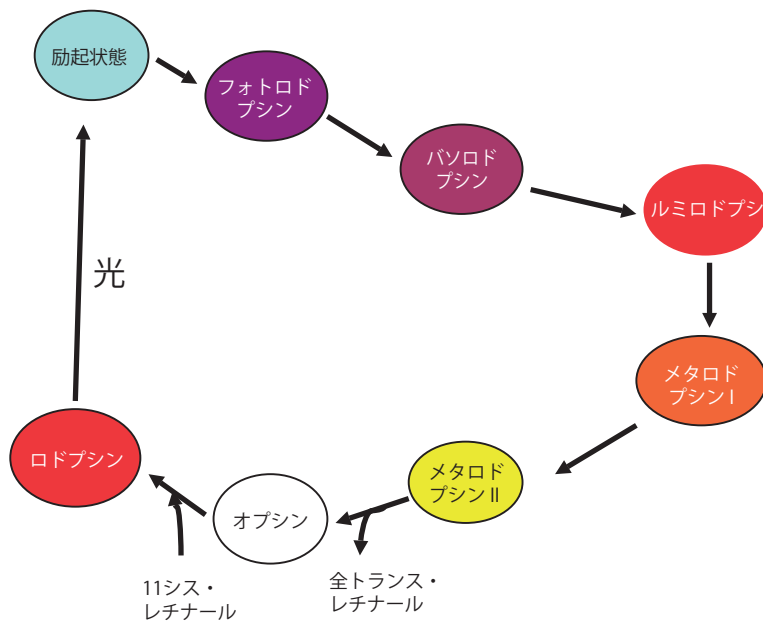 励起状態
フォトロド
プシン
バソロド
プシン
ルミロドプシ
光
メタロド
プシン I
メタロド
プシン II
ロドプシン
オプシン
11シス・
レチナール
全トランス・
レチナール